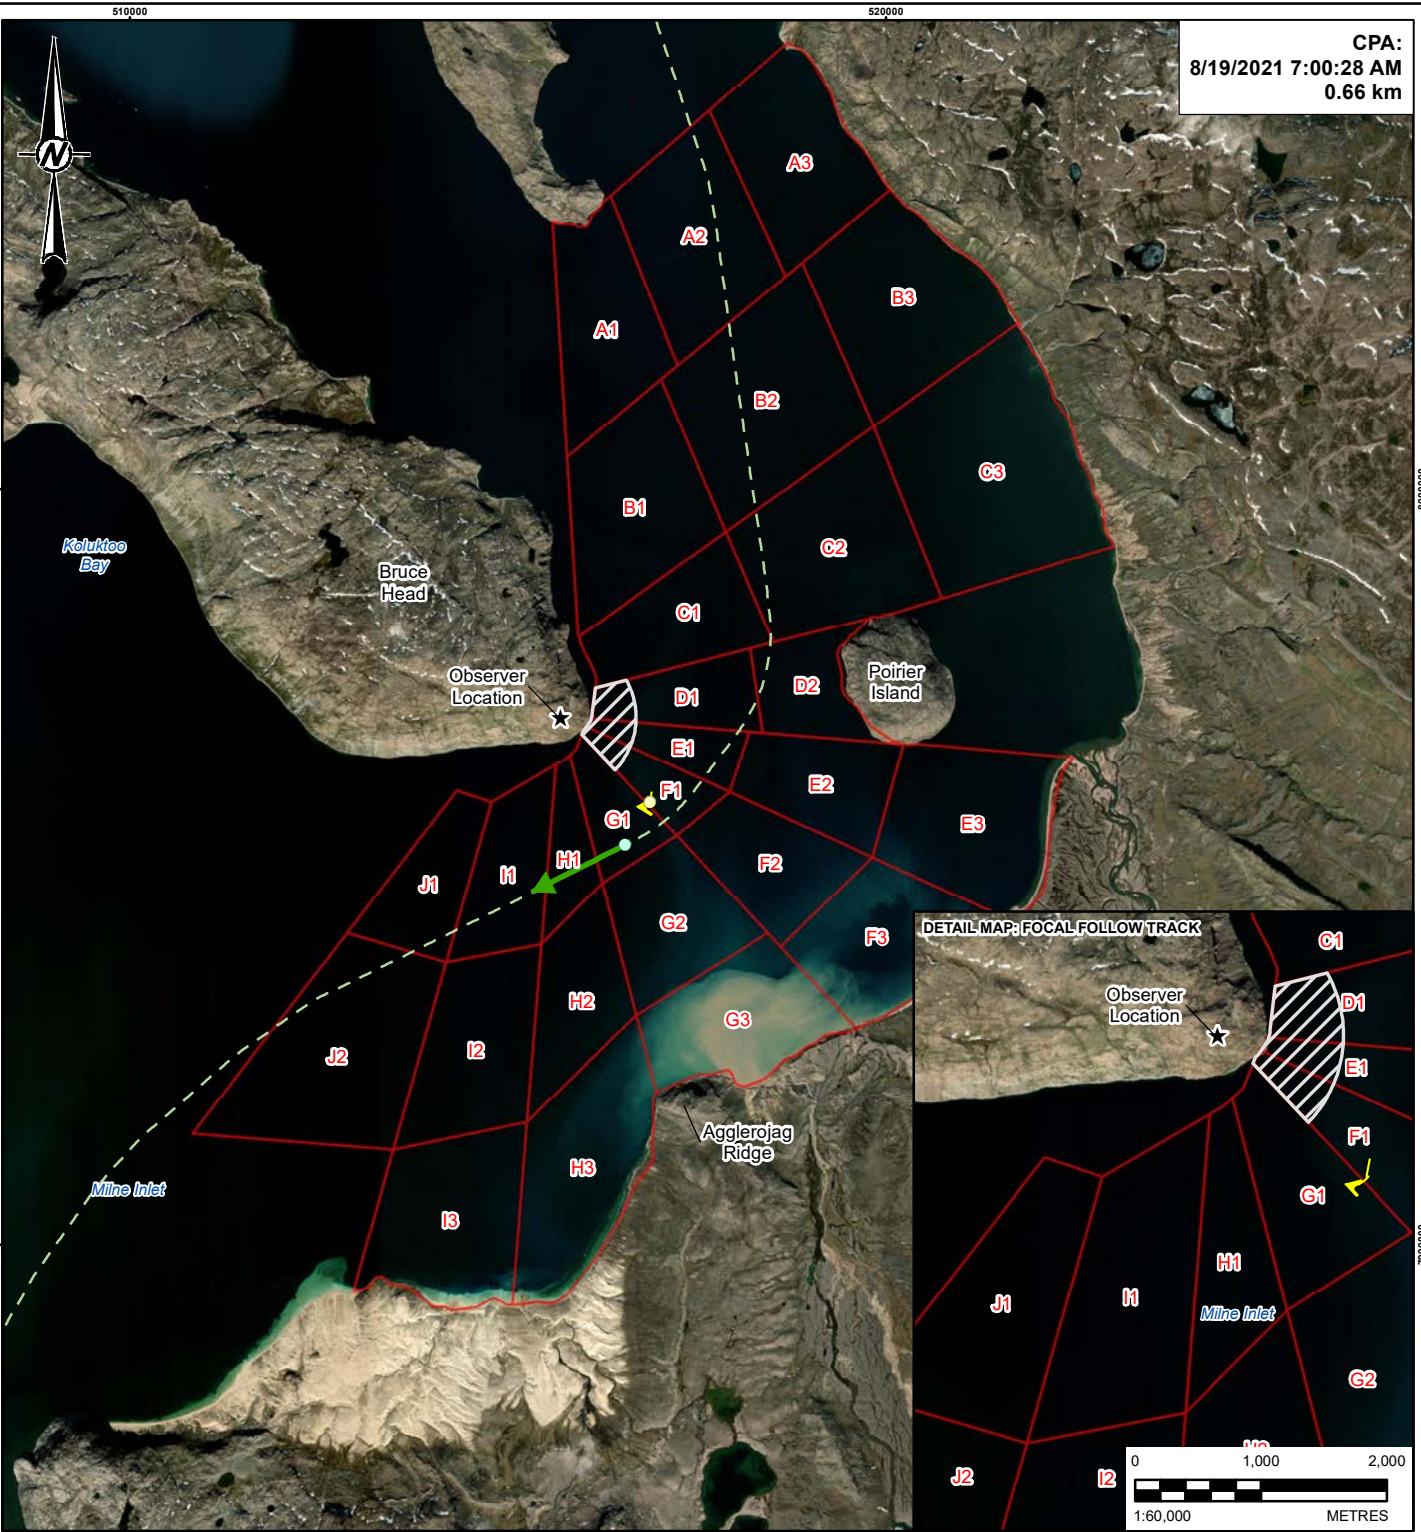 510000
520000
CPA:
8/19/2021 7:00:28 AM
0.66 km
N
A3
A2
B3
A1
B2
C3
B1
C2
Koluktoo
Bay
Bruce
Head
C1
Observer
Location
D1
D2
Poirier
Island
E1
E2
F1
G1
E3
H1
F2
I1
J1
G2
F3
H2
G3
I2
J2
Agglerojag
Ridge
H3
Milne Inlet
I3
DETAIL MAP: FOCAL FOLLOW TRACK
C1
Observer
Location
D1
E1
F1
G1
H1
I1
J1
Milne Inlet
G2
J2
I2
0 1,000 2,000
1:60,000 METRES